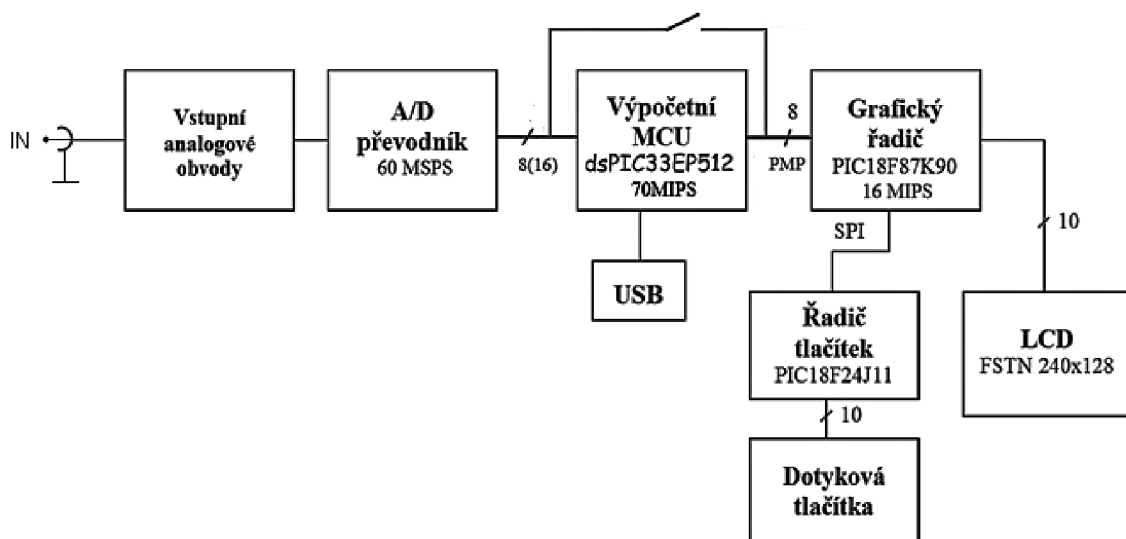 IN
Vstupní
analogové
obvody
A/D
převodník
60 MSPS
8(16)
Výpočetní
MCU
dsPIC33EP512
70MIPS
8
PMP
Grafický
řadič
PIC18F87K90
16 MIPS
SPI
10
USB
Řadič
tlačítek
PIC18F24J11
LCD
FSTN 240x128
10
Dotyková
tlačítka